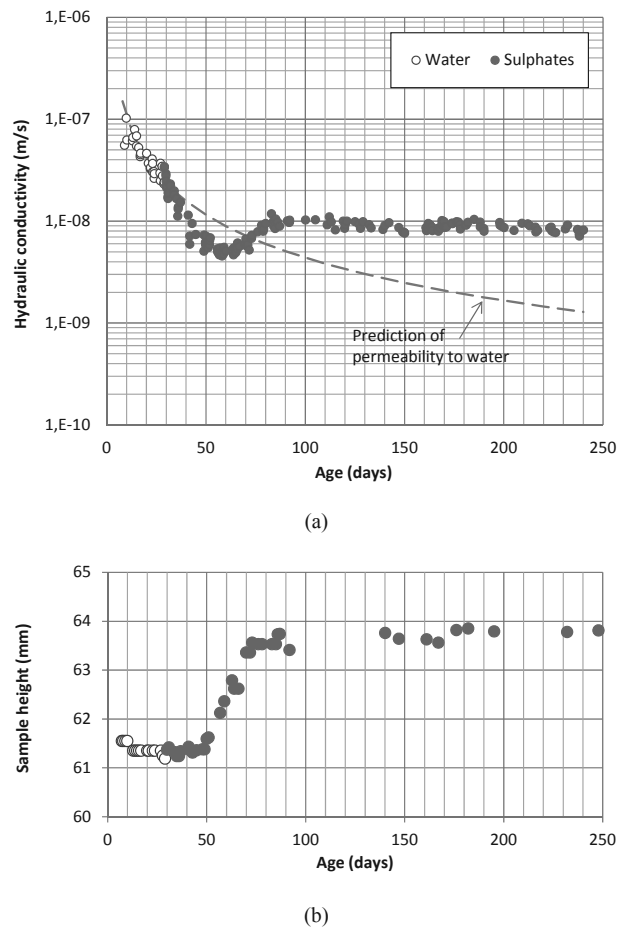 1,E-06
1,E-07
1,E-08
1,E-09
1,E-10
Hydraulic conductivity (m/s)
Water Sulphates
Prediction of
permeability to water
0 50 100 150 200 250
Age (days)
(a)
65
64
63
62
61
60
Sample height (mm)
0 50 100 150 200 250
Age (days)
(b)